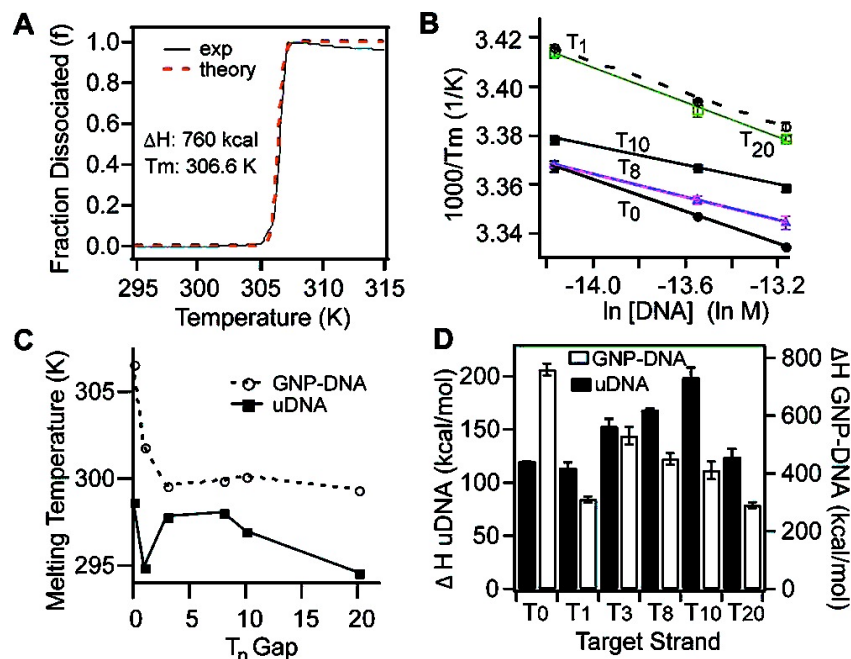 A
Fraction Dissociated (f)
1.0
0.8
0.6
0.4
0.2
0.0
exp
theory
ΔH: 760 kcal
Tm: 306.6 K
295
300
305
310
315
Temperature (K)
B
1000/Tm (1/K)
3.42
3.40
3.38
3.36
3.34
T1
T20
T10
T8
T0
-14.0
-13.6
-13.2
ln [DNA] (ln M)
C
Melting Temperature (K)
305
300
295
GNP-DNA
uDNA
0
5
10
15
20
Tn Gap
D
Δ H uDNA (kcal/mol)
200
150
100
50
0
GNP-DNA
uDNA
800
600
400
200
0
ΔH GNP-DNA
(kcal/mol)
T0 T1 T3 T8 T10 T20
Target Strand